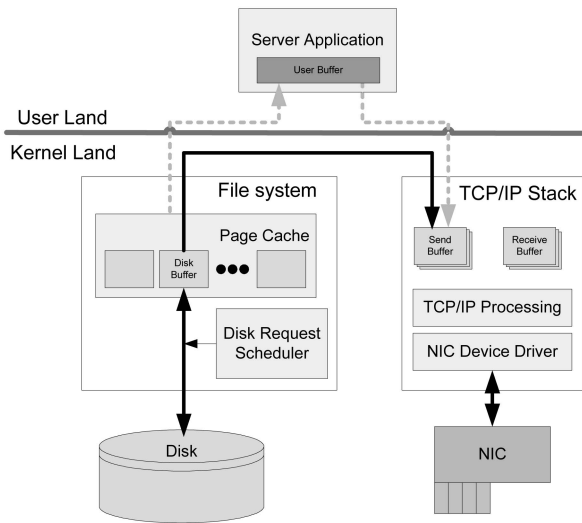 Server Application
User Buffer
User Land
Kernel Land
File system
Page Cache
Disk
Buffer
Disk Request
Scheduler
Disk
TCP/IP Stack
Send
Buffer
Receive
Buffer
TCP/IP Processing
NIC Device Driver
NIC